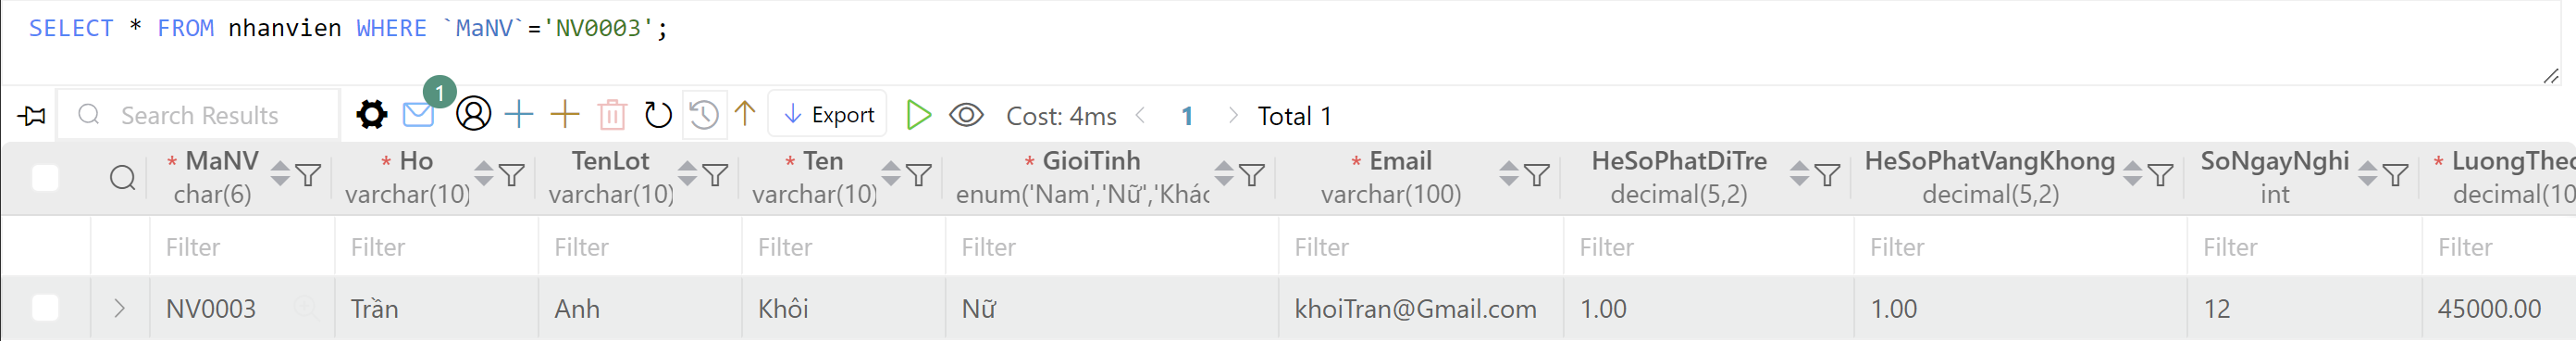 SELECT * FROM nhanvien WHERE `MaNV`='NV0003';
Search Results 1 Export Cost: 4ms 1 Total 1
* MaNV * Ho TenLot * Ten * GioiTinh * Email HeSoPhatDiTre HeSoPhatVangKhong SoNgayNghi * LuongTheo
char(6) varchar(10) varchar(10) varchar(10) enum('Nam','Nữ','Khác varchar(100) decimal(5,2) decimal(5,2) int decimal(10
Filter Filter Filter Filter Filter Filter Filter Filter Filter Filter
NV0003 Trần Anh Khôi Nữ khoiTran@Gmail.com 1.00 1.00 12 45000.00